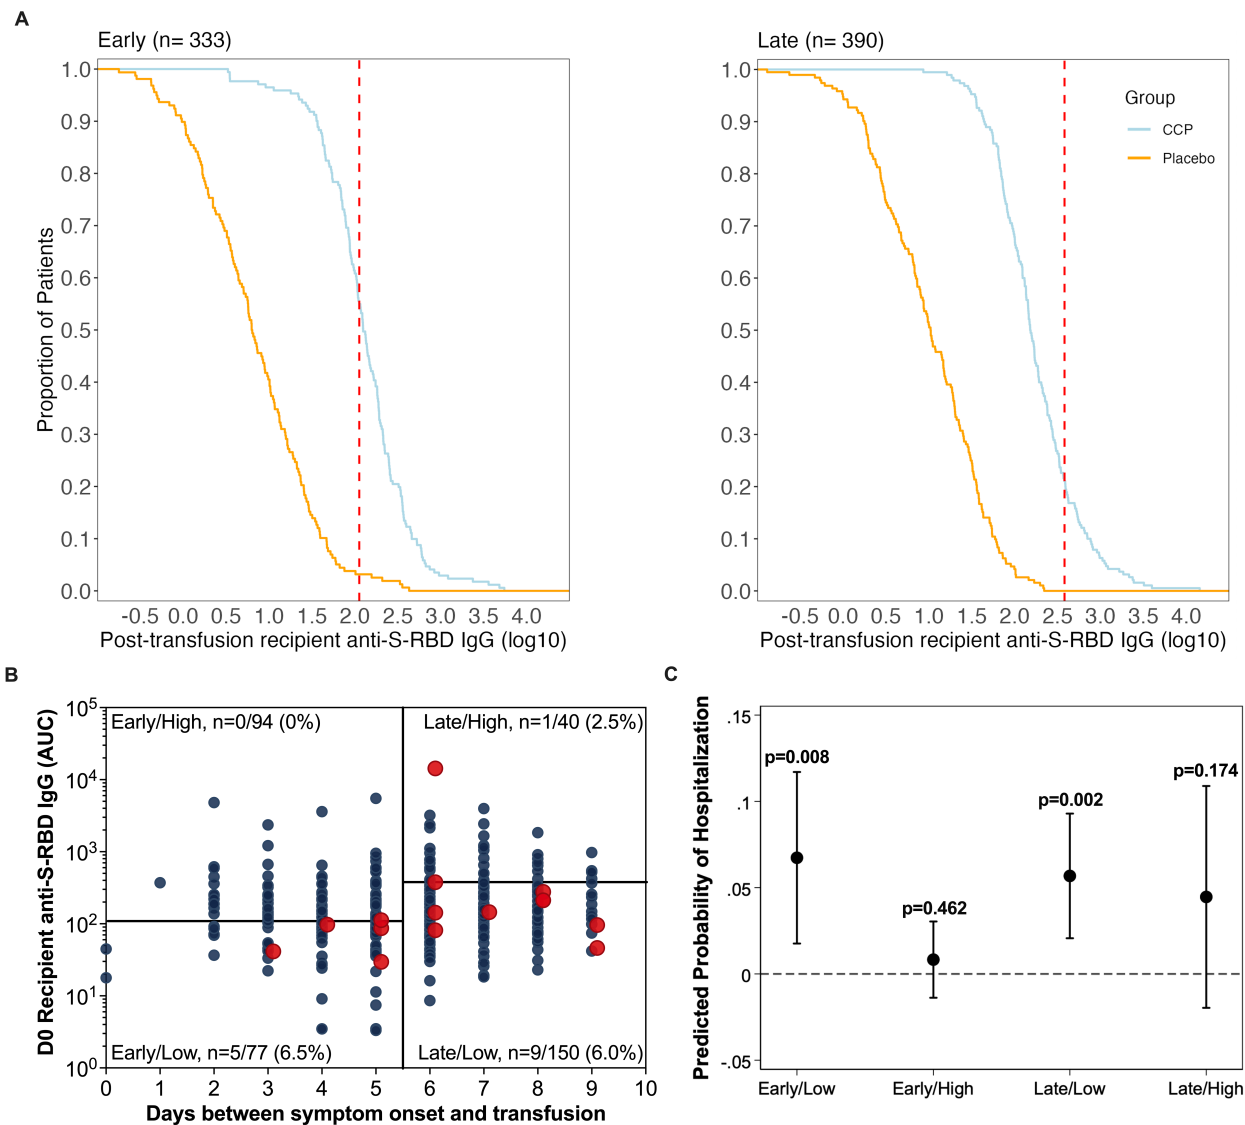 A
Early (n= 333)
Late (n= 390)
Proportion of Patients
1.0
0.9
0.8
0.7
0.6
0.5
0.4
0.3
0.2
0.1
0.0
-0.5 0.0 0.5 1.0 1.5 2.0 2.5 3.0 3.5 4.0
Post-transfusion recipient anti-S-RBD IgG (log10)
1.0
0.9
0.8
0.7
0.6
0.5
0.4
0.3
0.2
0.1
0.0
Group
CCP
Placebo
-0.5 0.0 0.5 1.0 1.5 2.0 2.5 3.0 3.5 4.0
Post-transfusion recipient anti-S-RBD IgG (log10)
B
D0 Recipient anti-S-RBD IgG (AUC)
10⁵
10⁴
10³
10²
10¹
10⁰
Early/High, n=0/94 (0%)
Late/High, n=1/40 (2.5%)
Early/Low, n=5/77 (6.5%)
Late/Low, n=9/150 (6.0%)
0 1 2 3 4 5 6 7 8 9 10
Days between symptom onset and transfusion
C
Predicted Probability of Hospitalization
.15
.1
.05
0
-.05
p=0.008
p=0.462
p=0.002
p=0.174
Early/Low Early/High Late/Low Late/High